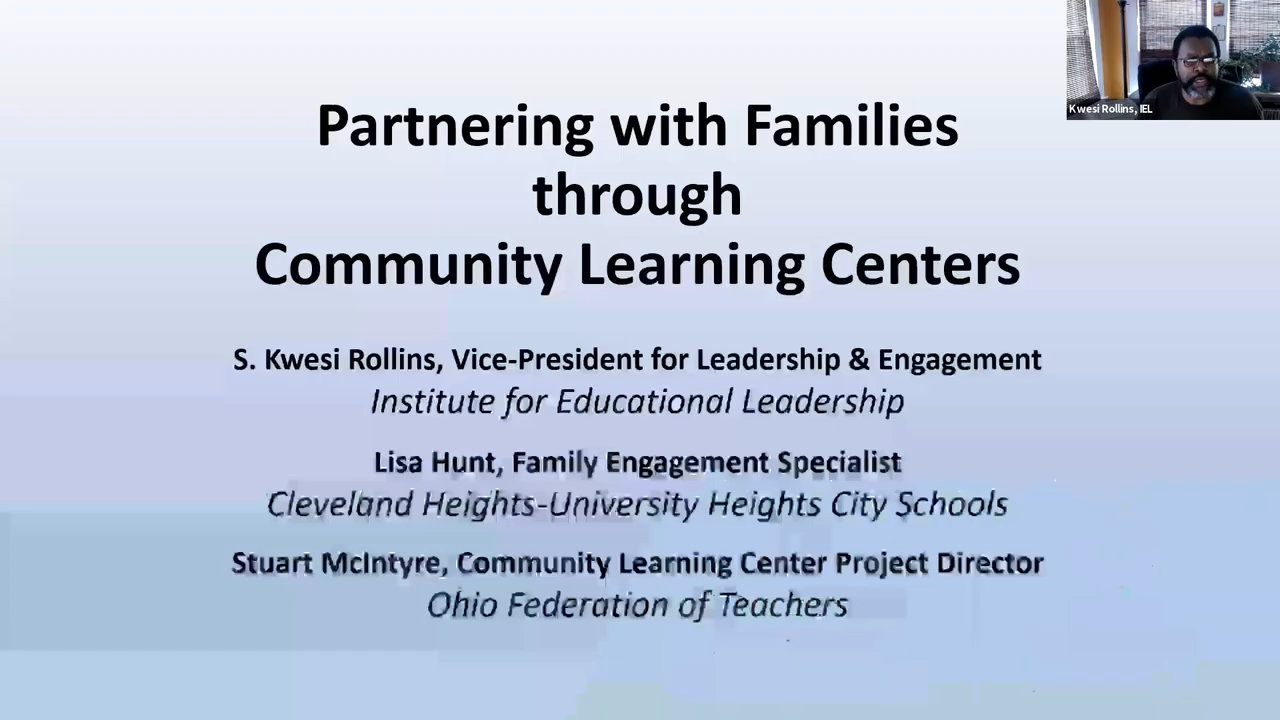 Partnering with Families
through
Community Learning Centers
S. Kwesi Rollins, Vice-President for Leadership & Engagement
Institute for Educational Leadership
Lisa Hunt, Family Engagement Specialist
Cleveland Heights-University Heights City Schools
Stuart McIntyre, Community Learning Center Project Director
Ohio Federation of Teachers
Kwesi Rollins, IEL